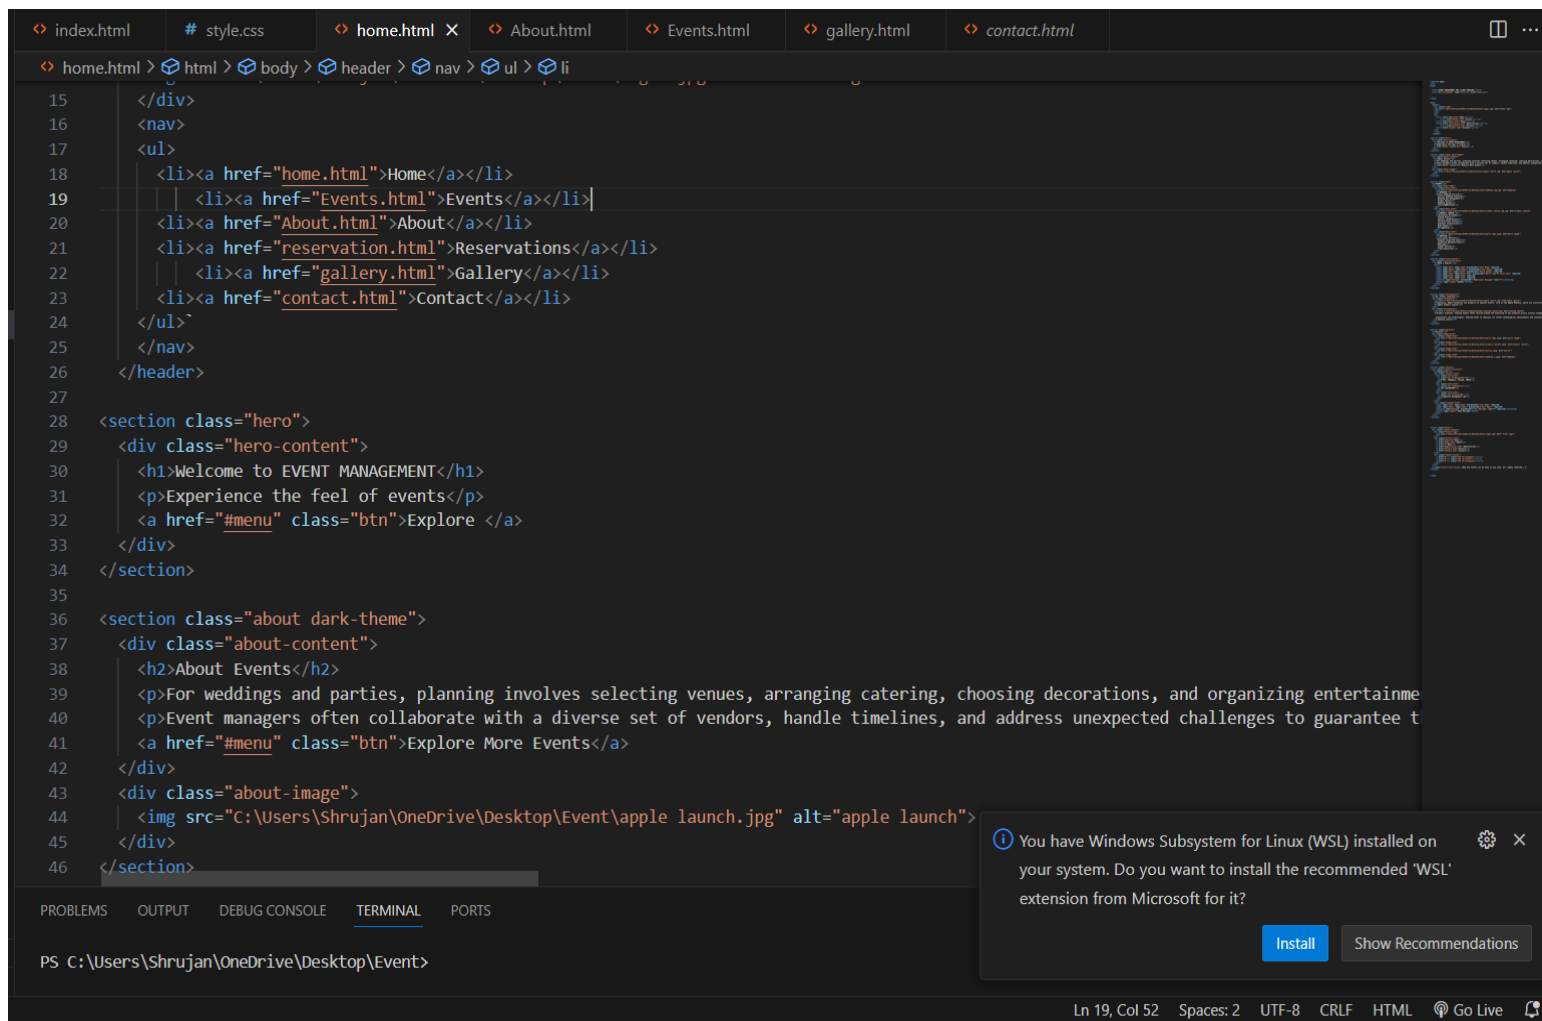 index.html # style.css home.html × About.html Events.html gallery.html contact.html ...
home.html > html > body > header > nav > ul > li
15 </div>
16 <nav>
17 <ul>
18 <li><a href="home.html">Home</a></li>
19 <li><a href="Events.html">Events</a></li>
20 <li><a href="About.html">About</a></li>
21 <li><a href="reservation.html">Reservations</a></li>
22 <li><a href="gallery.html">Gallery</a></li>
23 <li><a href="contact.html">Contact</a></li>
24 </ul>`
25 </nav>
26 </header>
27
28 <section class="hero">
29 <div class="hero-content">
30 <h1>Welcome to EVENT MANAGEMENT</h1>
31 <p>Experience the feel of events</p>
32 <a href="#menu" class="btn">Explore </a>
33 </div>
34 </section>
35
36 <section class="about dark-theme">
37 <div class="about-content">
38 <h2>About Events</h2>
39 <p>For weddings and parties, planning involves selecting venues, arranging catering, choosing decorations, and organizing entertainme
40 <p>Event managers often collaborate with a diverse set of vendors, handle timelines, and address unexpected challenges to guarantee t
41 <a href="#menu" class="btn">Explore More Events</a>
42 </div>
43 <div class="about-image">
44 <img src="C:\Users\Shrujan\OneDrive\Desktop\Event\apple launch.jpg" alt="apple launch">
45 </div>
46 </section>
You have Windows Subsystem for Linux (WSL) installed on
your system. Do you want to install the recommended 'WSL'
extension from Microsoft for it?
Install Show Recommendations
PROBLEMS OUTPUT DEBUG CONSOLE TERMINAL PORTS
PS C:\Users\Shrujan\OneDrive\Desktop\Event>
Ln 19, Col 52 Spaces: 2 UTF-8 CRLF HTML Go Live